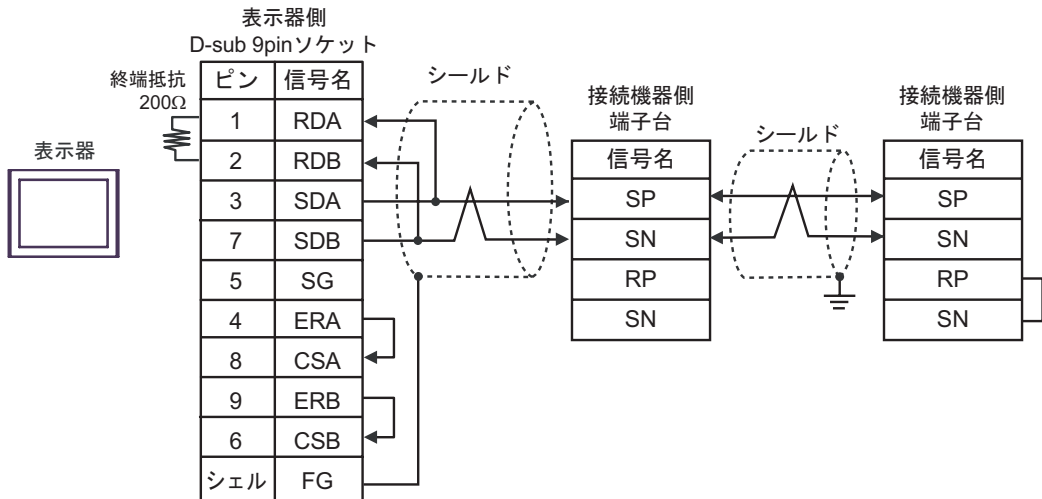 表示器側
D-sub 9pinソケット
終端抵抗
200Ω
表示器
ピン 信号名
1 RDA
2 RDB
3 SDA
7 SDB
5 SG
4 ERA
8 CSA
9 ERB
6 CSB
シェル FG
シールド
接続機器側
端子台
信号名
SP
SN
RP
SN
シールド
接続機器側
端子台
信号名
SP
SN
RP
SN